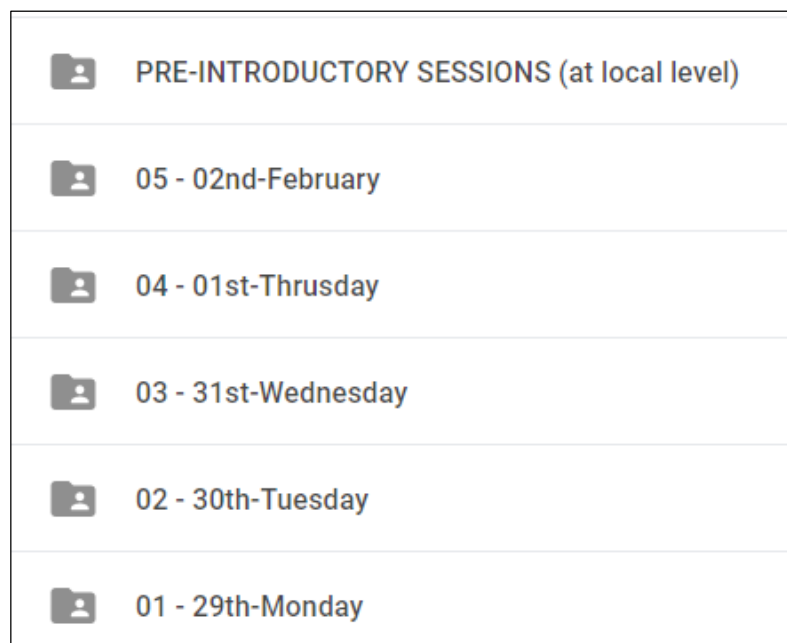 PRE-INTRODUCTORY SESSIONS (at local level)
05 - 02nd-February
04 - 01st-Thrusday
03 - 31st-Wednesday
02 - 30th-Tuesday
01 - 29th-Monday